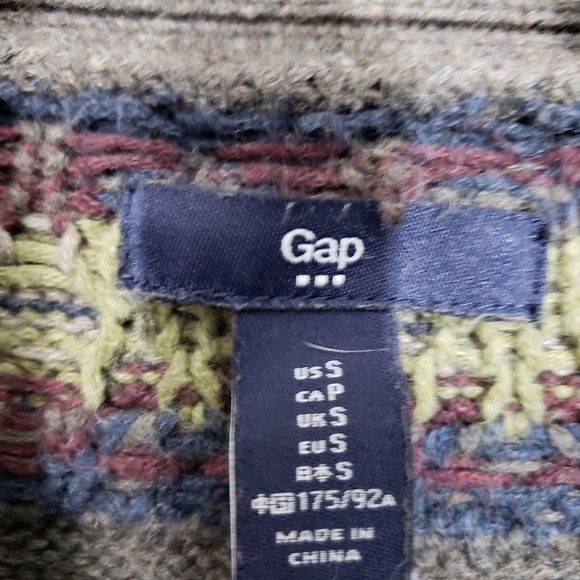 Gap
US S
CA P
UK S
EU S
日本 S
中国 175/92A
MADE IN
CHINA